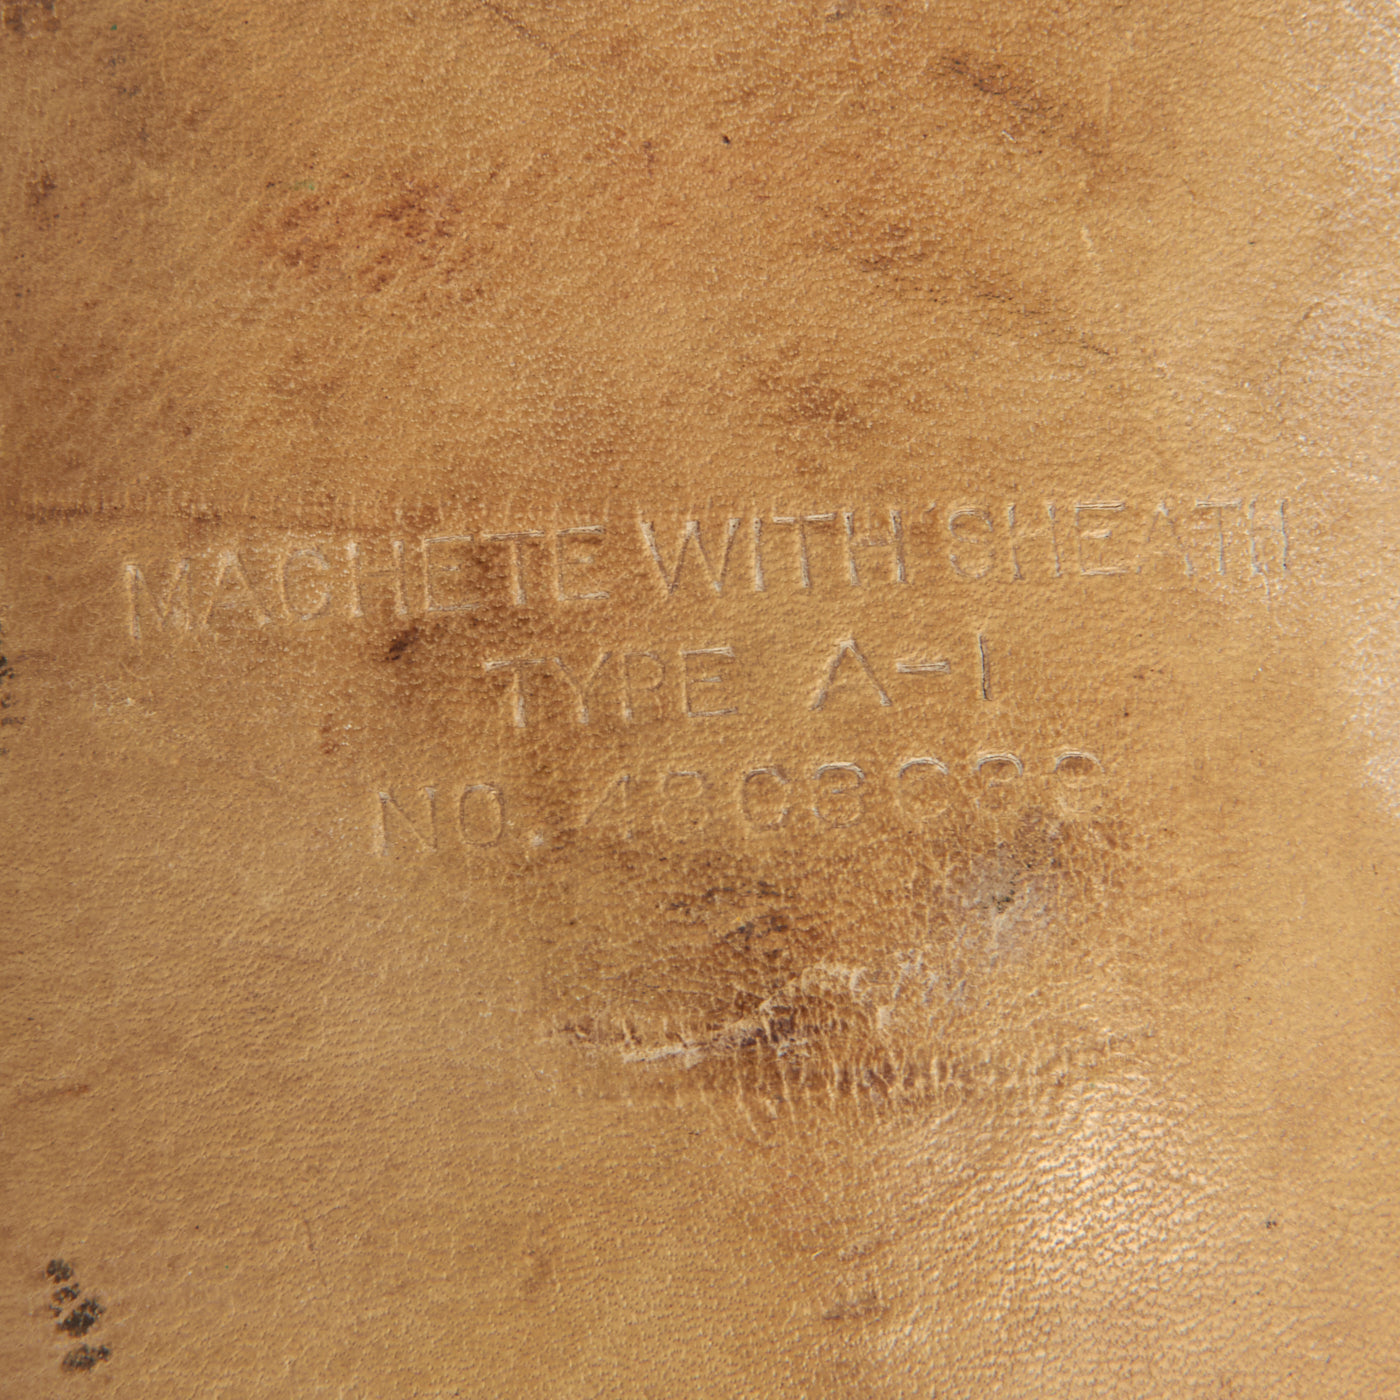 MACHETE WITH SHEATH
TYPE A-1
NO.